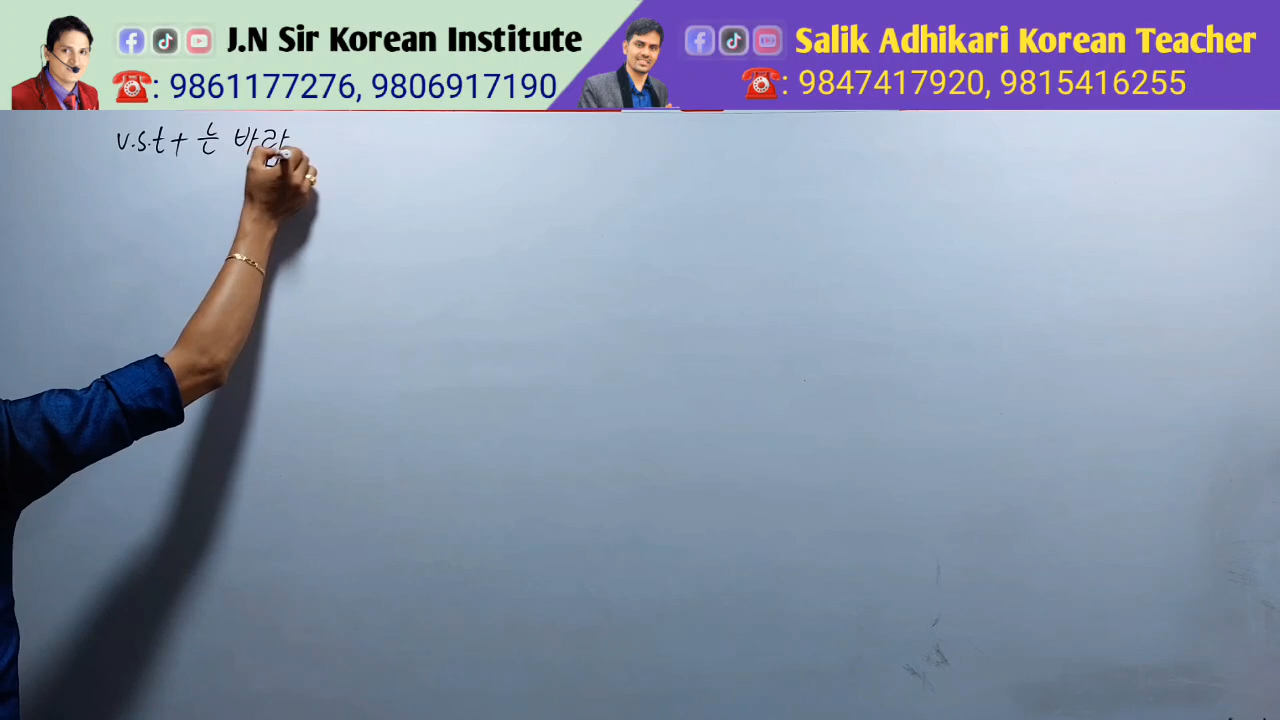 J.N Sir Korean Institute
☎️: 9861177276, 9806917190
Salik Adhikari Korean Teacher
☎️: 9847417920, 9815416255
v.s.t + 는 바람